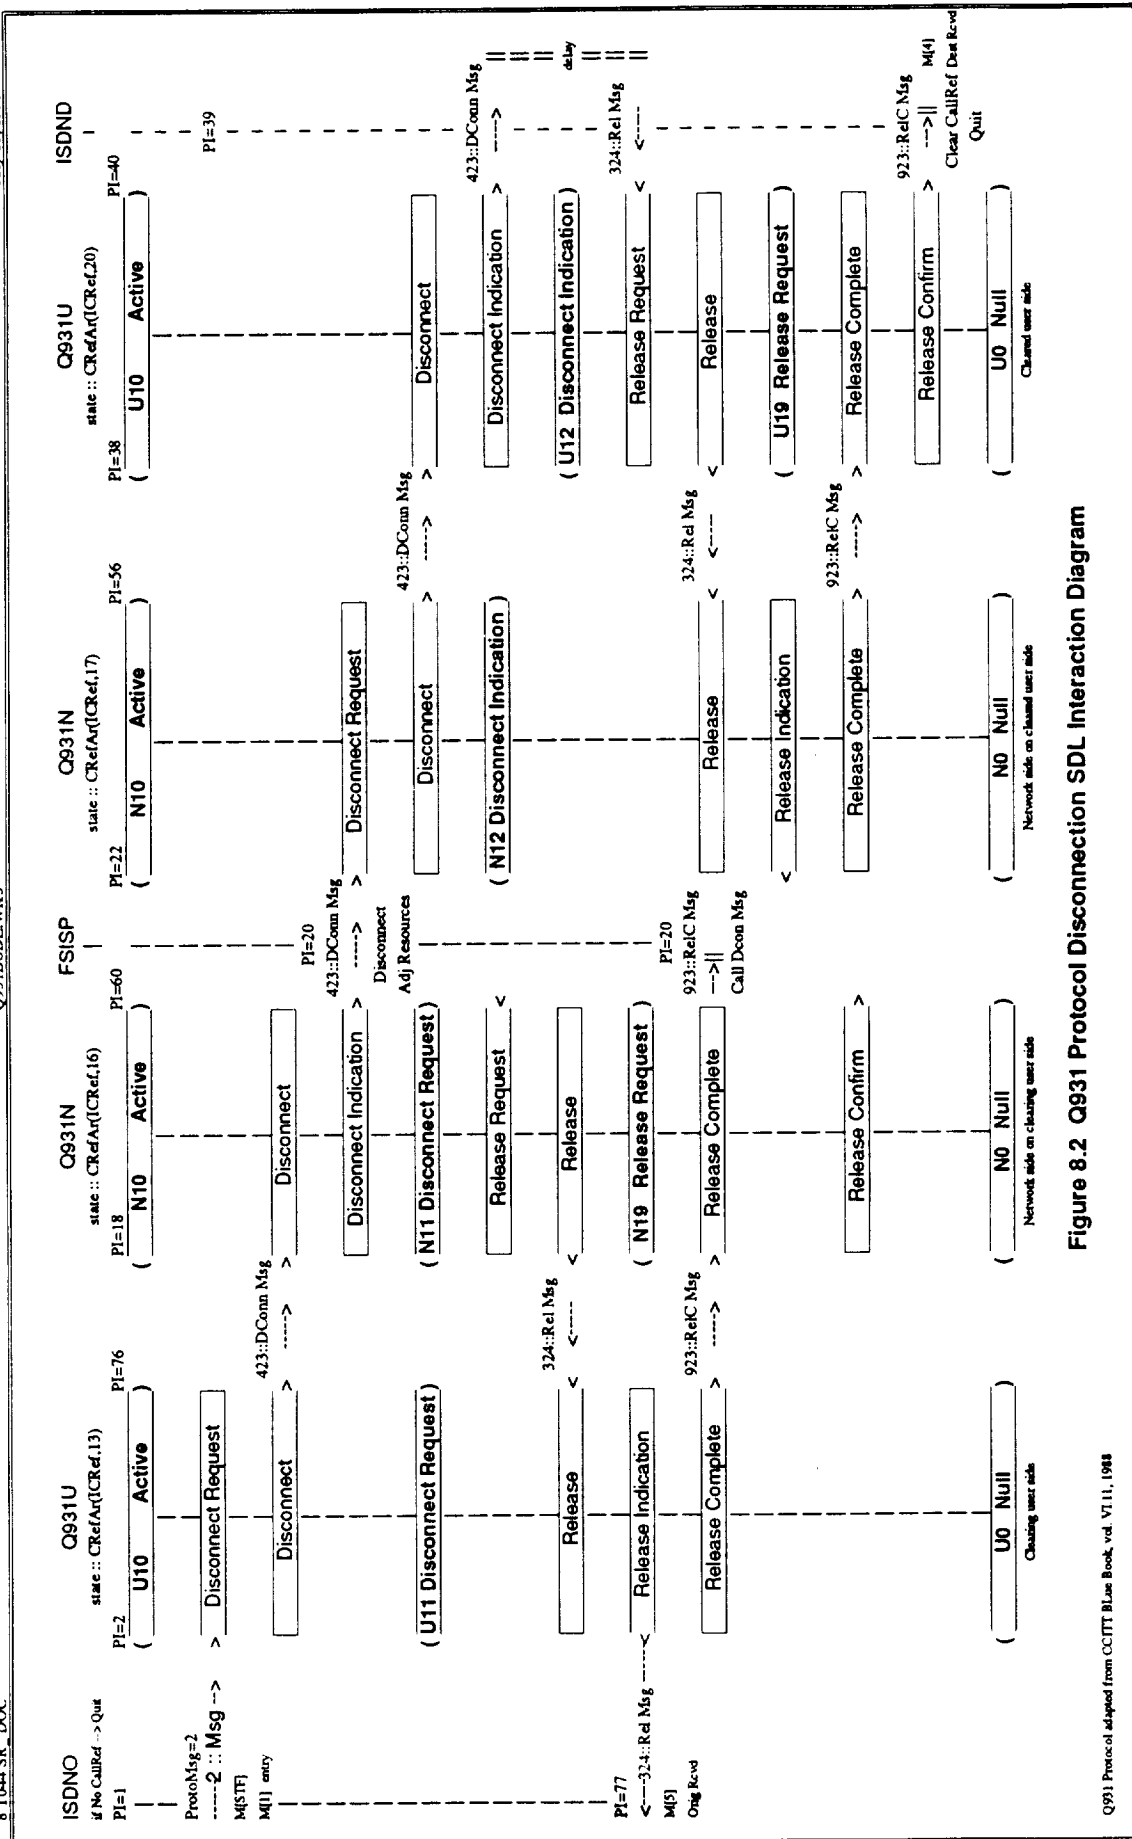 ISDNO
if No CallRef --> Quit
PI=1
ProtoMsg=2
-----2 :: Msg -->
M[STF]
M[1] entry
PI=77
<----324::Rel Msg -----<
M[5]
Orig Rcvd
Q931U
state :: CRefAr(ICRef,13)
PI=2
PI=76
( U10 Active )
> Disconnect Request
Disconnect >
( U11 Disconnect Request )
Release <
Release Indication
Release Complete >
( U0 Null )
Clearing user side
423::DConn Msg
----->
324::Rel Msg
<-----
923::RelC Msg
----->
Q931N
state :: CRefAr(ICRef,16)
PI=18
PI=60
( N10 Active )
> Disconnect
Disconnect Indication >
( N11 Disconnect Request )
Release Request <
< Release
( N19 Release Request )
> Release Complete
Release Confirm >
( N0 Null )
Network side on clearing user side
FSISP
PI=20
423::DConn Msg
----->
Disconnect
Adj Resources
PI=20
923::RelC Msg
-->||
Call Dcon Msg
Q931N
state :: CRefAr(ICRef,17)
PI=22
PI=56
( N10 Active )
> Disconnect Request
Disconnect >
( N12 Disconnect Indication )
Release <
< Release Indication
Release Complete >
( N0 Null )
Network side on cleared user side
423::DConn Msg
----->
324::Rel Msg
<-----
923::RelC Msg
----->
Q931U
state :: CRefAr(ICRef,20)
PI=38
PI=40
( U10 Active )
> Disconnect
Disconnect Indication >
( U12 Disconnect Indication )
Release Request <
< Release
( U19 Release Request )
> Release Complete
Release Confirm >
( U0 Null )
Cleared user side
ISDND
PI=39
423::DConn Msg
----->
delay
324::Rel Msg
<-----
923::RelC Msg
--->||
M[4]
Clear CallRef Dest Rcvd
Quit
Figure 8.2 Q931 Protocol Disconnection SDL Interaction Diagram
Q931 Protocol adapted from CCITT BLue Book, vol. VI 11, 1988